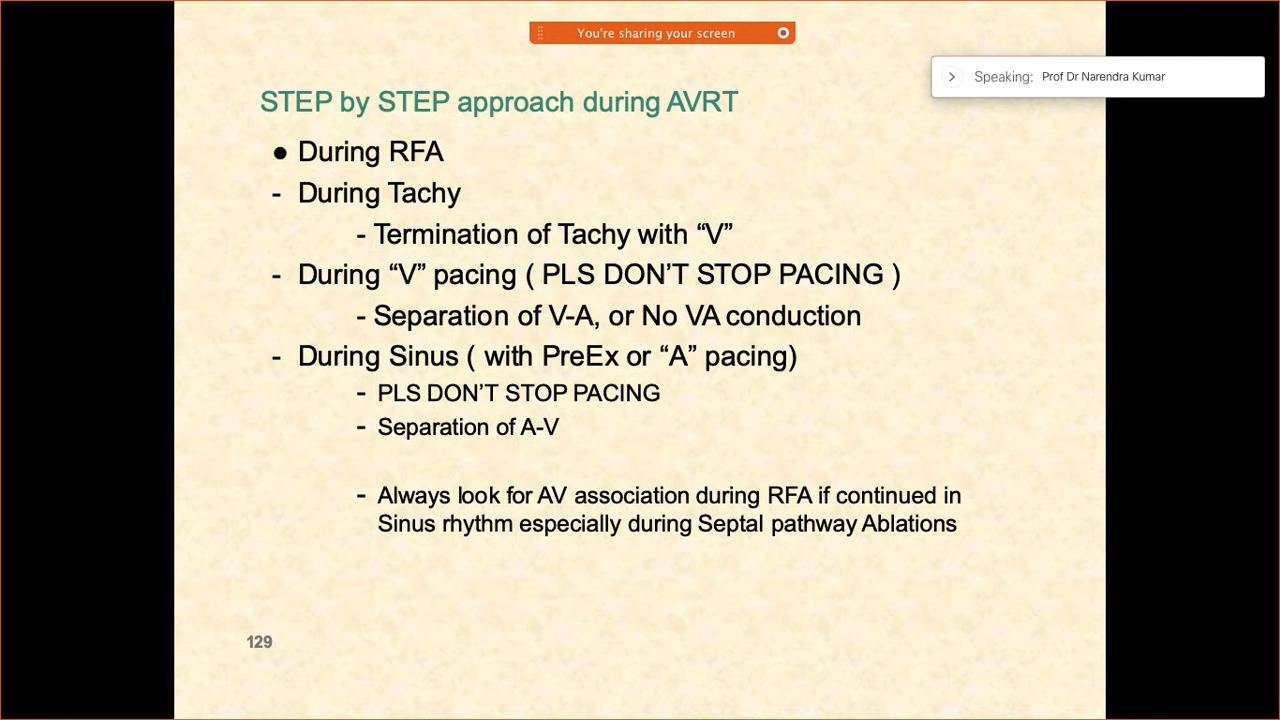 You're sharing your screen
Speaking: Prof Dr Narendra Kumar
STEP by STEP approach during AVRT
● During RFA
- During Tachy
- Termination of Tachy with “V”
- During “V” pacing ( PLS DON’T STOP PACING )
- Separation of V-A, or No VA conduction
- During Sinus ( with PreEx or “A” pacing)
- PLS DON’T STOP PACING
- Separation of A-V
- Always look for AV association during RFA if continued in
Sinus rhythm especially during Septal pathway Ablations
129